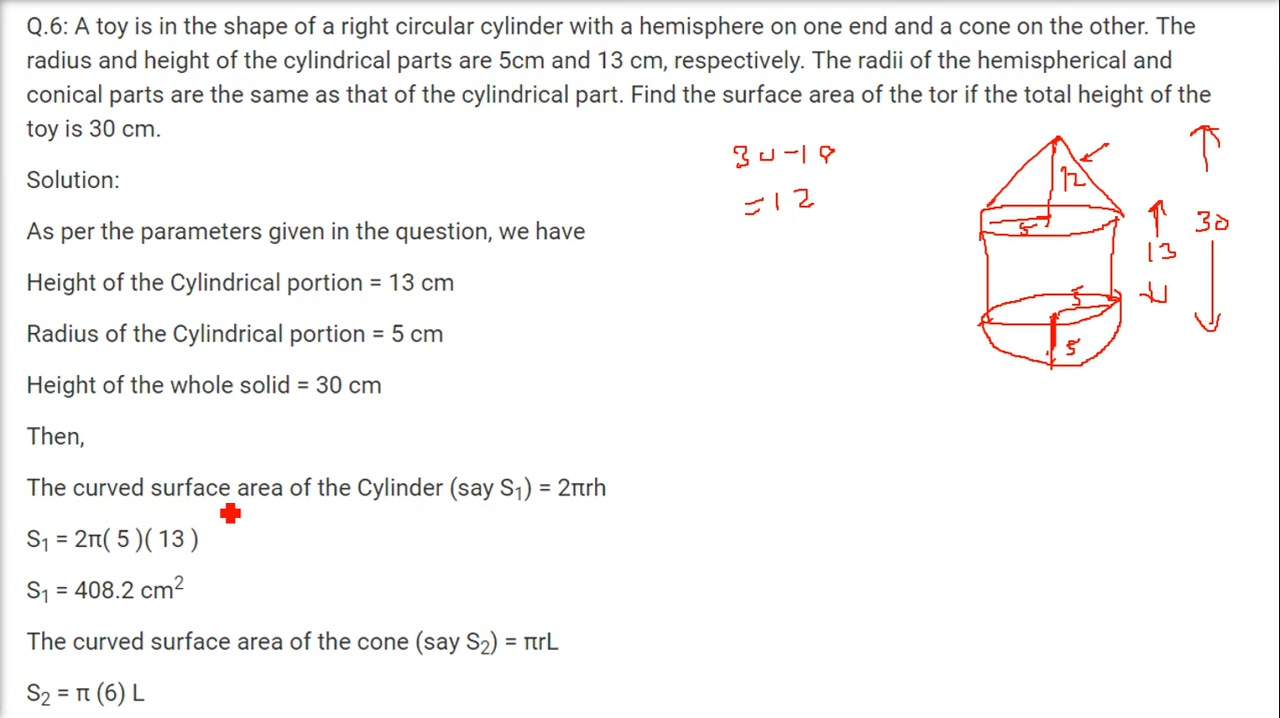 Q.6: A toy is in the shape of a right circular cylinder with a hemisphere on one end and a cone on the other. The
radius and height of the cylindrical parts are 5cm and 13 cm, respectively. The radii of the hemispherical and
conical parts are the same as that of the cylindrical part. Find the surface area of the tor if the total height of the
toy is 30 cm.
30-18
=12
12
5
13
30
5
5
Solution:
As per the parameters given in the question, we have
Height of the Cylindrical portion = 13 cm
Radius of the Cylindrical portion = 5 cm
Height of the whole solid = 30 cm
Then,
The curved surface area of the Cylinder (say S₁) = 2πrh
S₁ = 2π( 5 )( 13 )
S₁ = 408.2 cm²
The curved surface area of the cone (say S₂) = πrL
S₂ = π (6) L